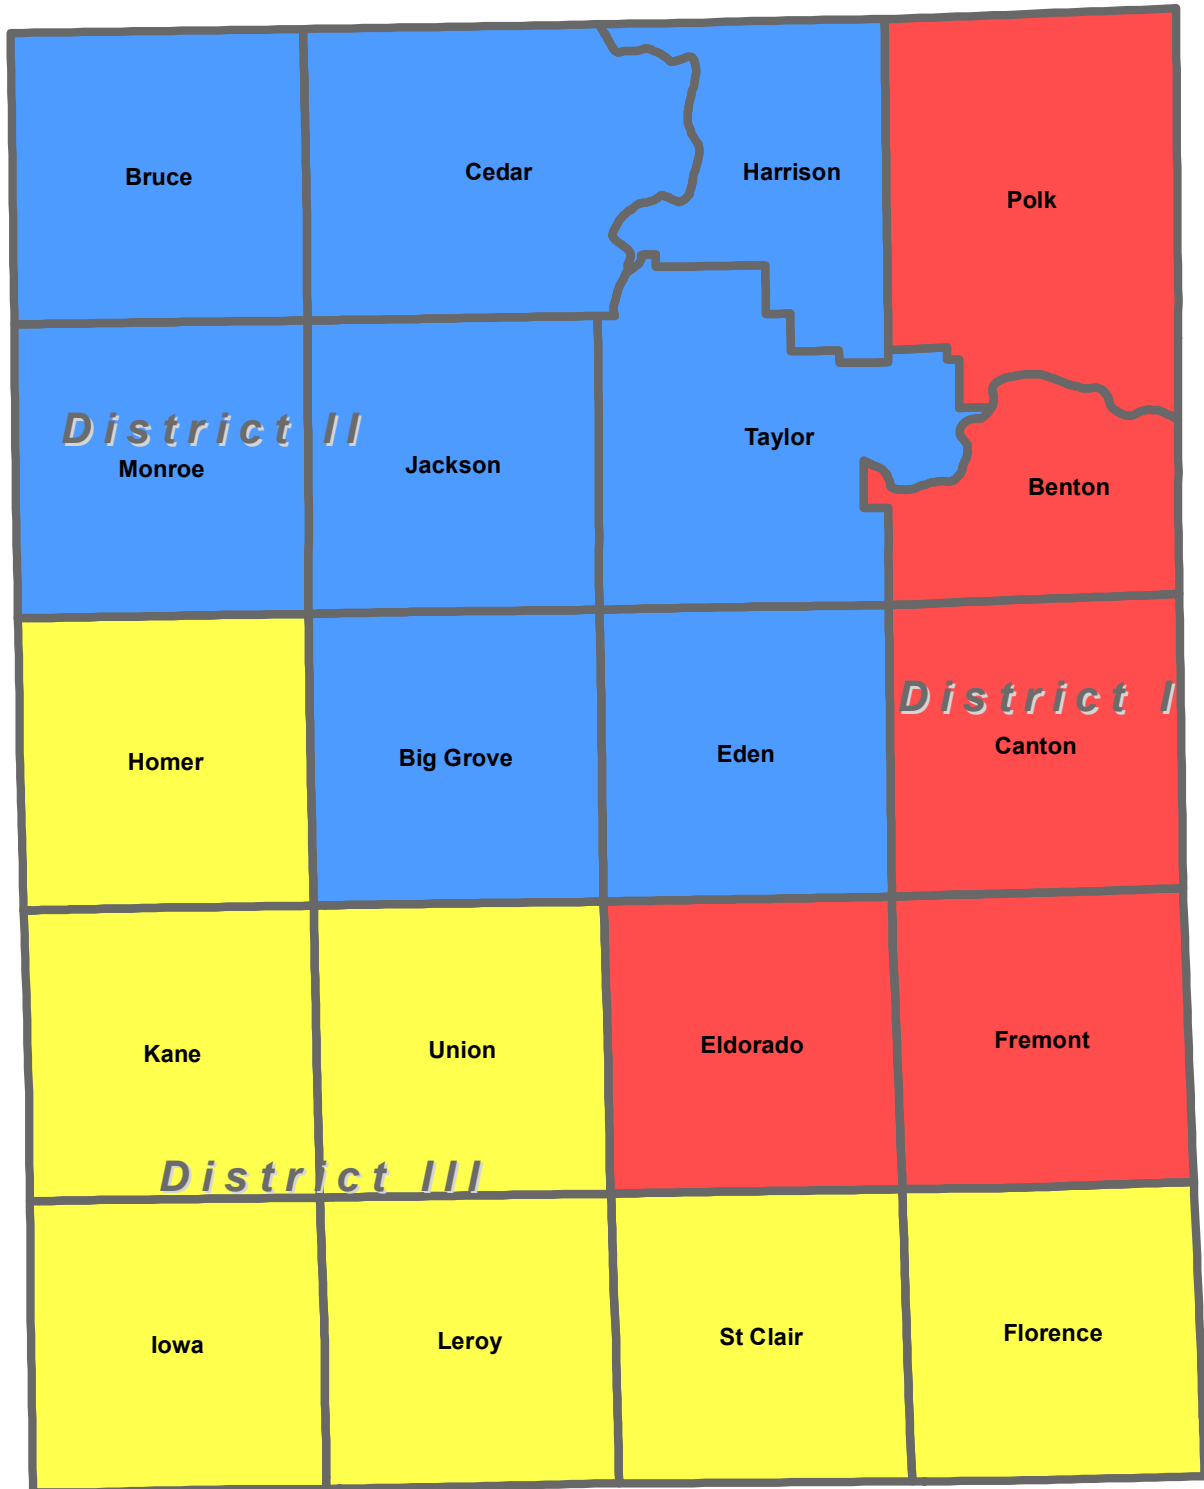 Bruce
Cedar
Harrison
Polk
District II
Monroe
Jackson
Taylor
Benton
District I
Homer
Big Grove
Eden
Canton
Kane
Union
Eldorado
Fremont
District III
Iowa
Leroy
St Clair
Florence